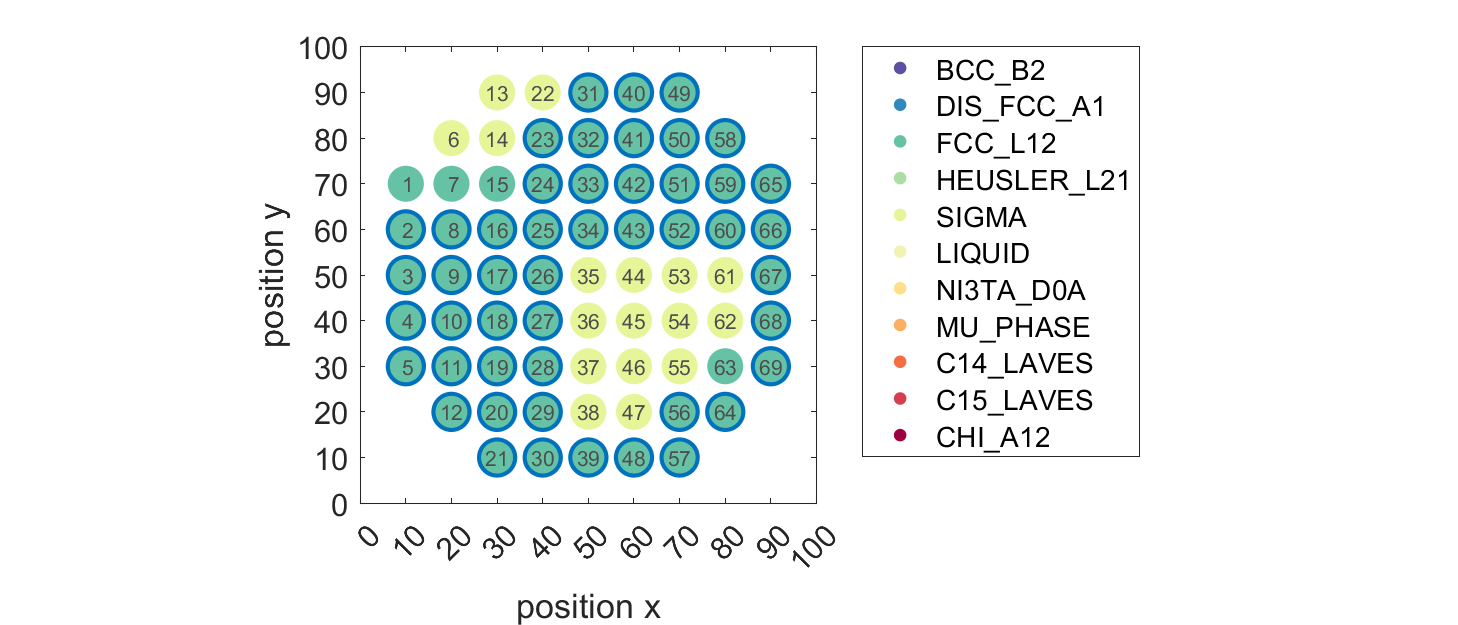 100
90
80
70
60
50
40
30
20
10
0
position y
13 22 31 40 49
6 14 23 32 41 50 58
1 7 15 24 33 42 51 59 65
2 8 16 25 34 43 52 60 66
3 9 17 26 35 44 53 61 67
4 10 18 27 36 45 54 62 68
5 11 19 28 37 46 55 63 69
12 20 29 38 47 56 64
21 30 39 48 57
0 10 20 30 40 50 60 70 80 90 100
position x
BCC_B2
DIS_FCC_A1
FCC_L12
HEUSLER_L21
SIGMA
LIQUID
NI3TA_D0A
MU_PHASE
C14_LAVES
C15_LAVES
CHI_A12